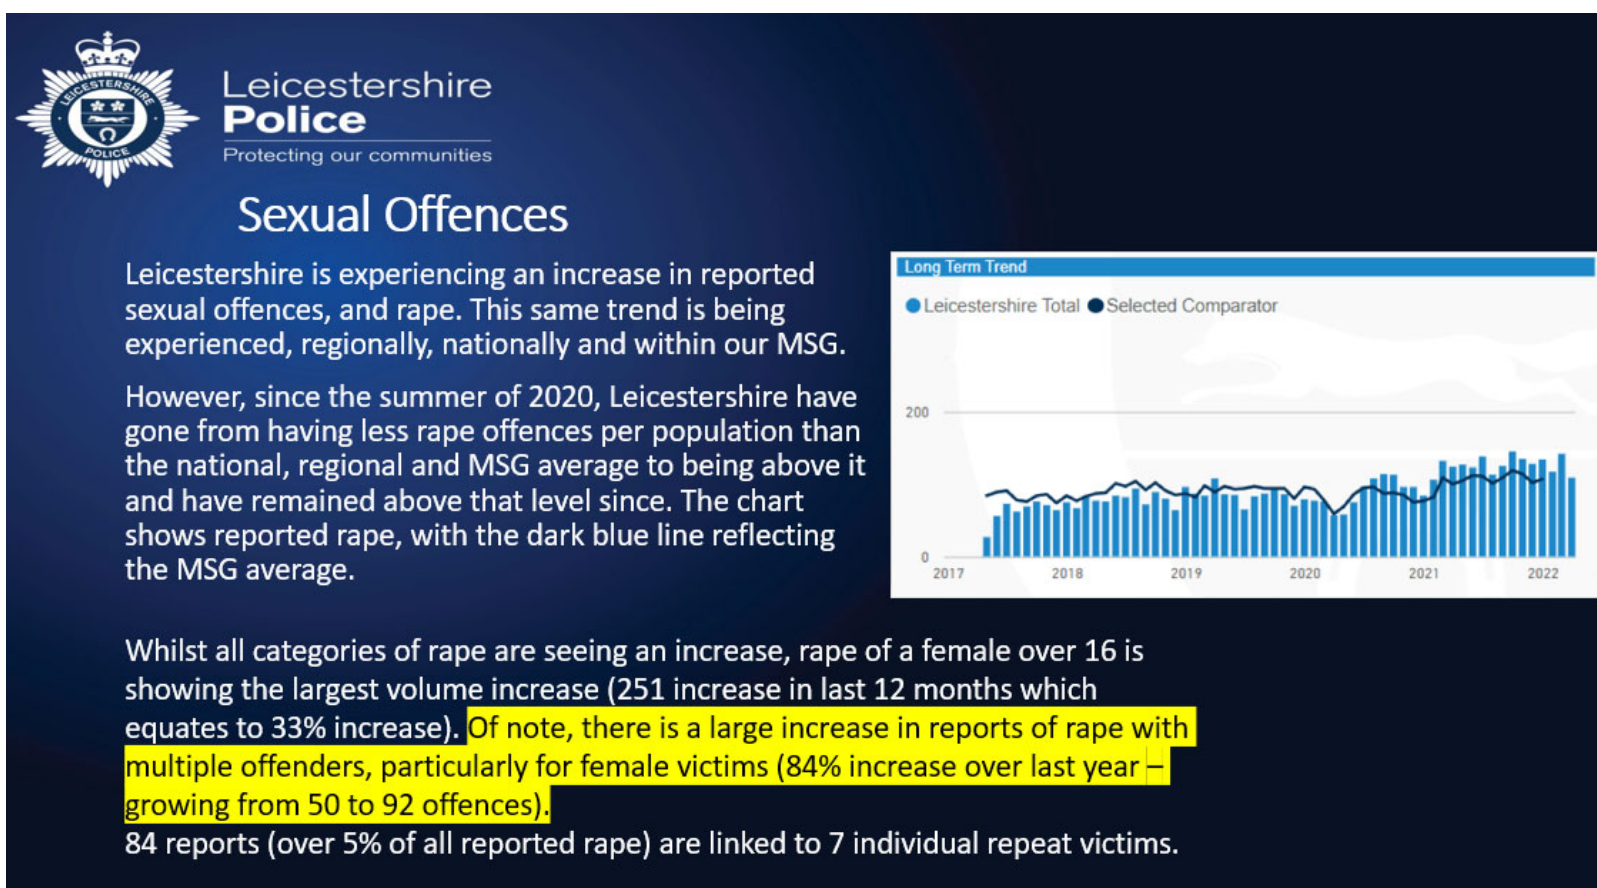 LEICESTERSHIRE
POLICE
Leicestershire
Police
Protecting our communities
Sexual Offences
Leicestershire is experiencing an increase in reported
sexual offences, and rape. This same trend is being
experienced, regionally, nationally and within our MSG.
However, since the summer of 2020, Leicestershire have
gone from having less rape offences per population than
the national, regional and MSG average to being above it
and have remained above that level since. The chart
shows reported rape, with the dark blue line reflecting
the MSG average.
Long Term Trend
Leicestershire Total Selected Comparator
200
0
2017 2018 2019 2020 2021 2022
Whilst all categories of rape are seeing an increase, rape of a female over 16 is
showing the largest volume increase (251 increase in last 12 months which
equates to 33% increase). Of note, there is a large increase in reports of rape with
multiple offenders, particularly for female victims (84% increase over last year –
growing from 50 to 92 offences).
84 reports (over 5% of all reported rape) are linked to 7 individual repeat victims.